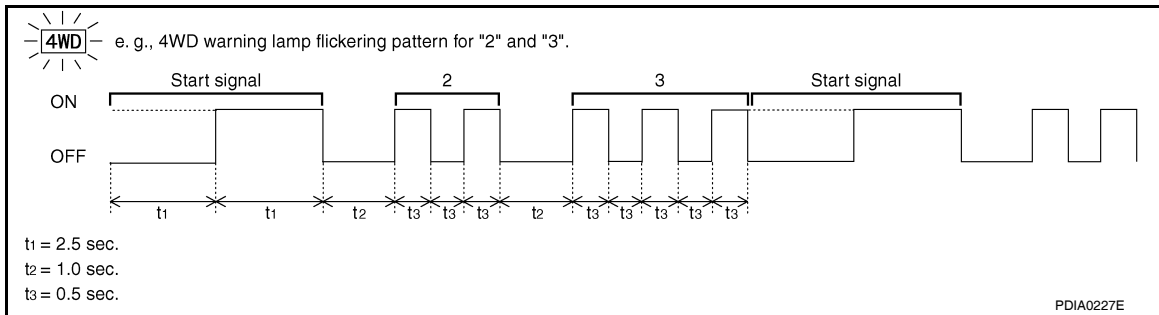 4WD e. g., 4WD warning lamp flickering pattern for "2" and "3".
Start signal 2 3 Start signal
ON
OFF
t1 t1 t2 t3 t3 t3 t2 t3 t3 t3 t3 t3
t1 = 2.5 sec.
t2 = 1.0 sec.
t3 = 0.5 sec.
PDIA0227E